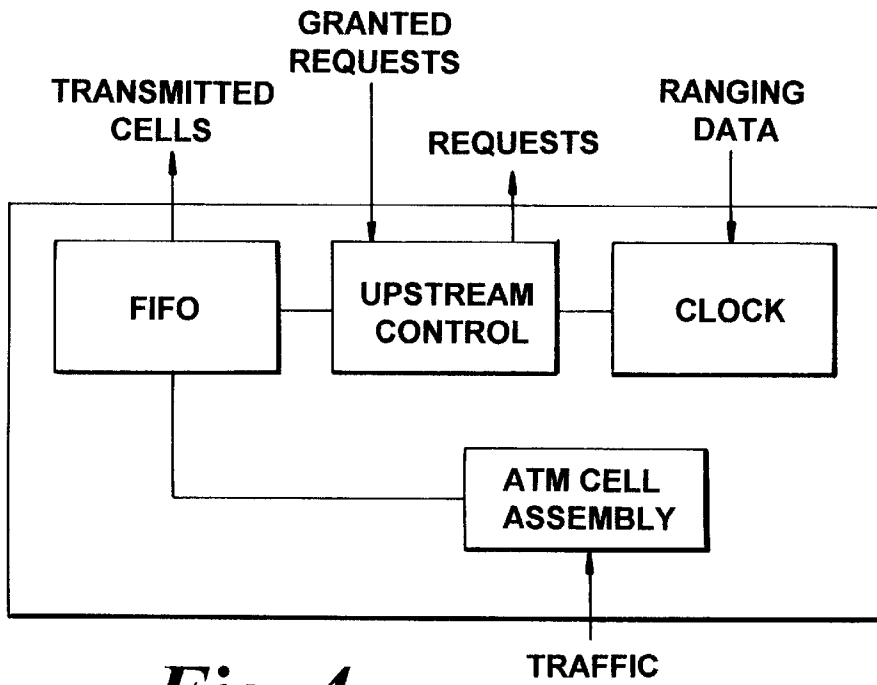 GRANTED
REQUESTS
TRANSMITTED
CELLS
REQUESTS
RANGING
DATA
FIFO
UPSTREAM
CONTROL
CLOCK
ATM CELL
ASSEMBLY
TRAFFIC